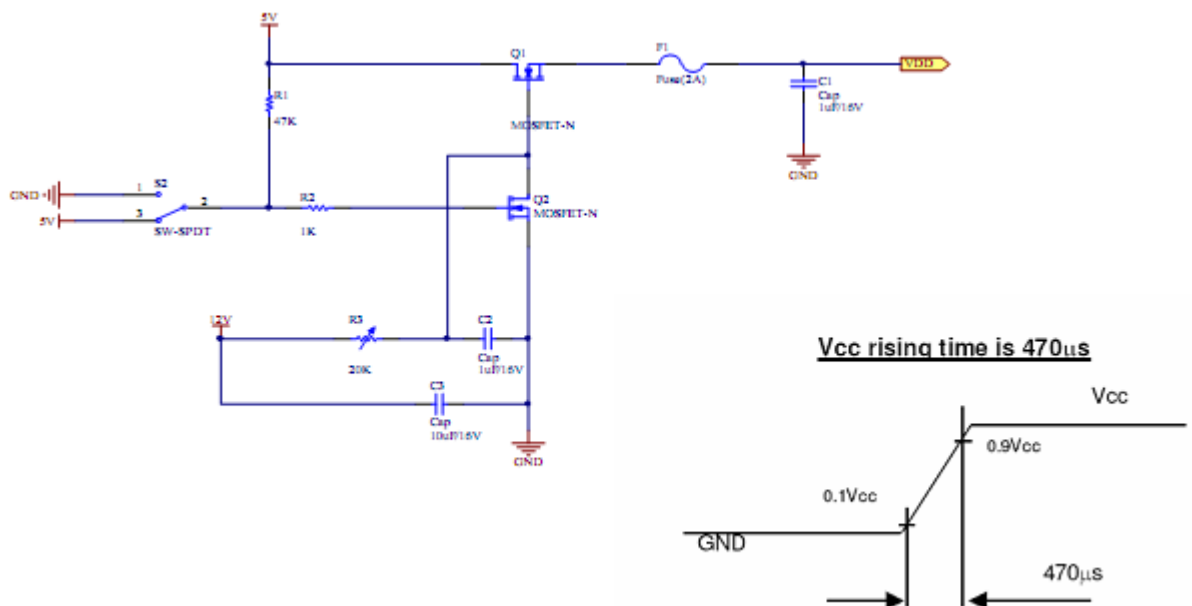 5V
Q1
F1
Fuse(2A)
VDD
C1
Cap
1uf/16V
GND
R1
47K
MOSFET-N
GND
1
S2
2
3
5V
SW-SPDT
R2
1K
Q2
MOSFET-N
12V
R3
20K
C2
Cap
1uf/16V
C3
Cap
10uf/16V
GND
Vcc rising time is 470μs
Vcc
0.9Vcc
0.1Vcc
GND
470μs